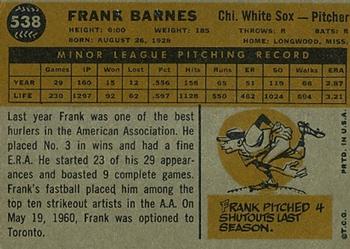 538 FRANK BARNES Chi. White Sox — Pitcher
HEIGHT: 6:00 WEIGHT: 185 THROWS: R BATS: R
BORN: AUGUST 26, 1928 HOME: LONGWOOD, MISS.
MINOR LEAGUE PITCHING RECORD
Games IP Won Lost Pct. Hits Runs ER SO Walks ERA
YEAR 29 160 15 12 .556 156 65 51 116 66 2.87
LIFE 230 1297 92 62 .597 1128 550 462 1024 694 3.21
Last year Frank was one of the best
hurlers in the American Association. He
placed No. 3 in wins and had a fine
E.R.A. He started 23 of his 29 appear-
ances and boasted 9 complete games.
Frank's fastball placed him among the
top ten strikeout artists in the A.A. On
May 19, 1960, Frank was optioned to
Toronto.
FRANK PITCHED 4
SHUTOUTS LAST
SEASON.
©T.C.G. PRTD. IN U.S.A.